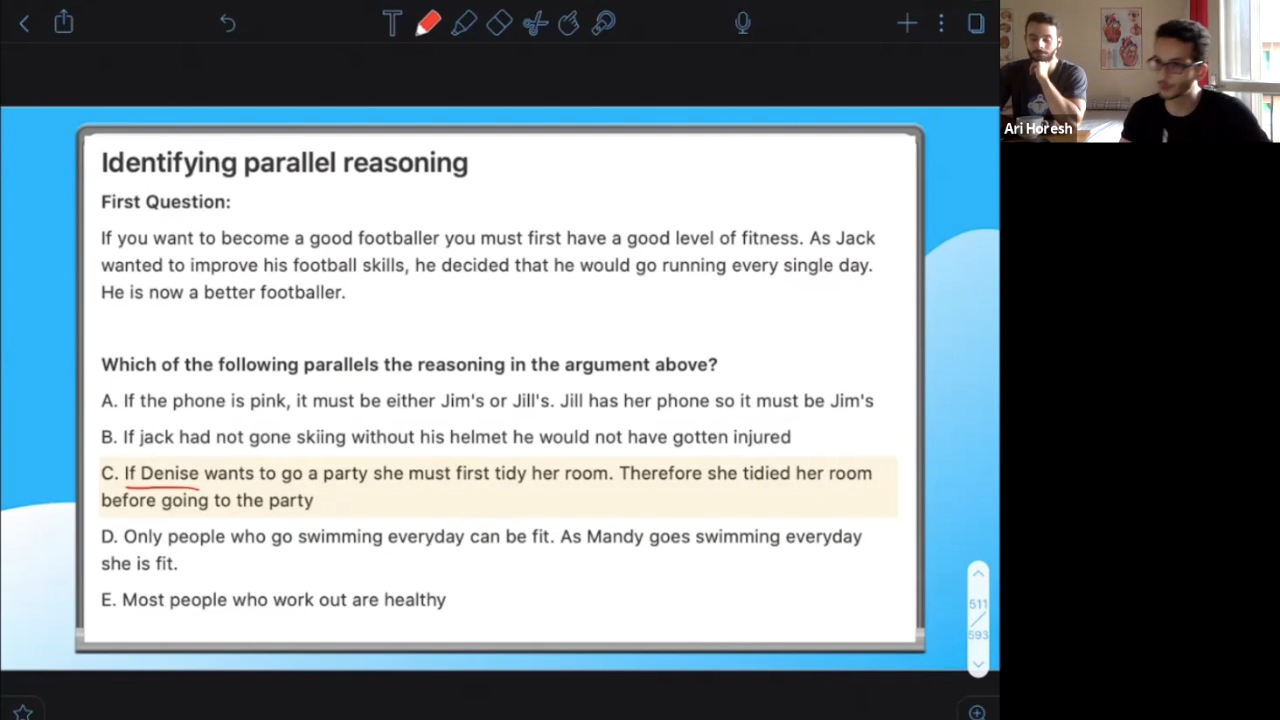 Ari Horesh
Identifying parallel reasoning
First Question:
If you want to become a good footballer you must first have a good level of fitness. As Jack
wanted to improve his football skills, he decided that he would go running every single day.
He is now a better footballer.
Which of the following parallels the reasoning in the argument above?
A. If the phone is pink, it must be either Jim's or Jill's. Jill has her phone so it must be Jim's
B. If jack had not gone skiing without his helmet he would not have gotten injured
C. If Denise wants to go a party she must first tidy her room. Therefore she tidied her room
before going to the party
D. Only people who go swimming everyday can be fit. As Mandy goes swimming everyday
she is fit.
E. Most people who work out are healthy
511
593